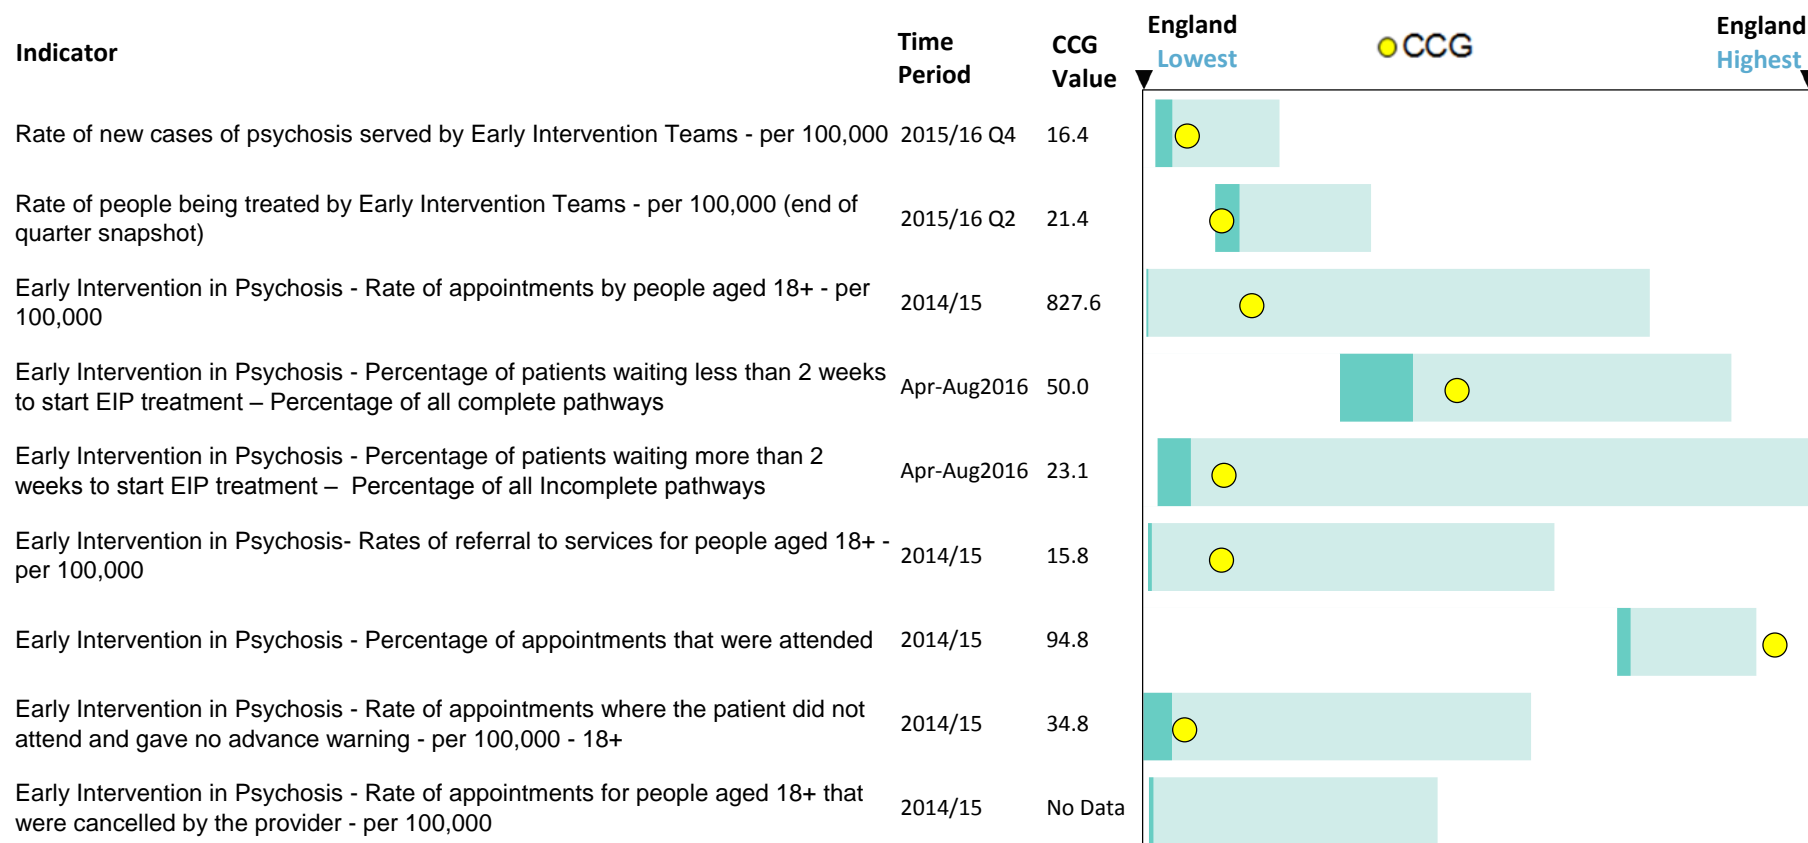 Indicator
Time Period
CCG Value
England Lowest
CCG
England Highest
Rate of new cases of psychosis served by Early Intervention Teams - per 100,000 2015/16 Q4 16.4
Rate of people being treated by Early Intervention Teams - per 100,000 (end of
quarter snapshot)
2015/16 Q2 21.4
Early Intervention in Psychosis - Rate of appointments by people aged 18+ - per
100,000
2014/15 827.6
Early Intervention in Psychosis - Percentage of patients waiting less than 2 weeks
to start EIP treatment – Percentage of all complete pathways
Apr-Aug2016 50.0
Early Intervention in Psychosis - Percentage of patients waiting more than 2
weeks to start EIP treatment – Percentage of all Incomplete pathways
Apr-Aug2016 23.1
Early Intervention in Psychosis- Rates of referral to services for people aged 18+ -
per 100,000
2014/15 15.8
Early Intervention in Psychosis - Percentage of appointments that were attended 2014/15 94.8
Early Intervention in Psychosis - Rate of appointments where the patient did not
attend and gave no advance warning - per 100,000 - 18+
2014/15 34.8
Early Intervention in Psychosis - Rate of appointments for people aged 18+ that
were cancelled by the provider - per 100,000
2014/15 No Data